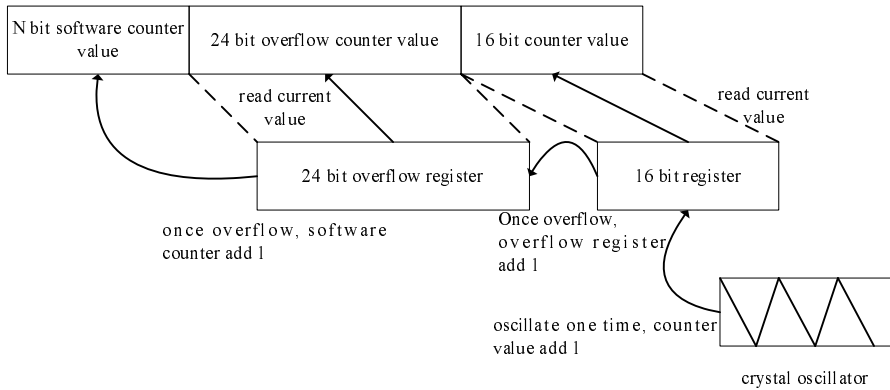 N bit software counter
value
24 bit overflow counter value
16 bit counter value
read current
value
read current
value
24 bit overflow register
16 bit register
once overflow, software
counter add 1
Once overflow,
overflow register
add 1
oscillate one time, counter
value add 1
crystal oscillator